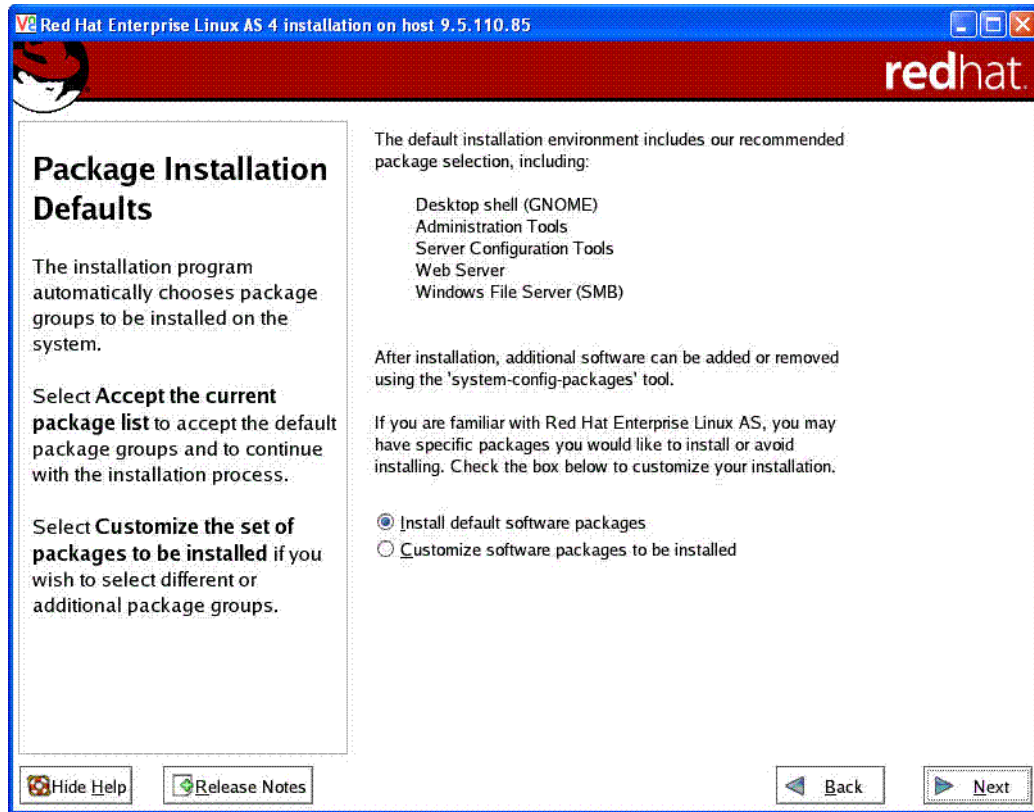 Red Hat Enterprise Linux AS 4 installation on host 9.5.110.85
redhat.
Package Installation
Defaults
The installation program
automatically chooses package
groups to be installed on the
system.
Select Accept the current
package list to accept the default
package groups and to continue
with the installation process.
Select Customize the set of
packages to be installed if you
wish to select different or
additional package groups.
The default installation environment includes our recommended
package selection, including:
Desktop shell (GNOME)
Administration Tools
Server Configuration Tools
Web Server
Windows File Server (SMB)
After installation, additional software can be added or removed
using the 'system-config-packages' tool.
If you are familiar with Red Hat Enterprise Linux AS, you may
have specific packages you would like to install or avoid
installing. Check the box below to customize your installation.
Install default software packages
Customize software packages to be installed
Hide Help
Release Notes
Back
Next